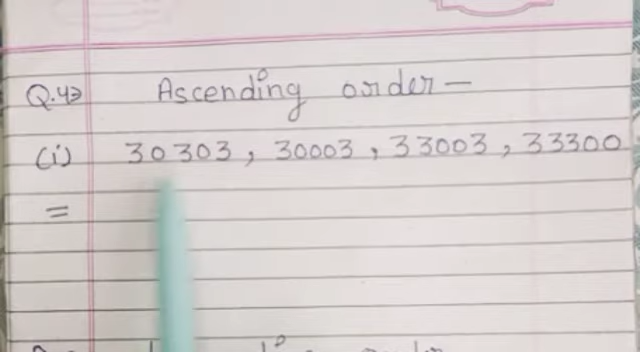 Q.4) Ascending order -
(i) 30303, 30003, 33003, 33300
=